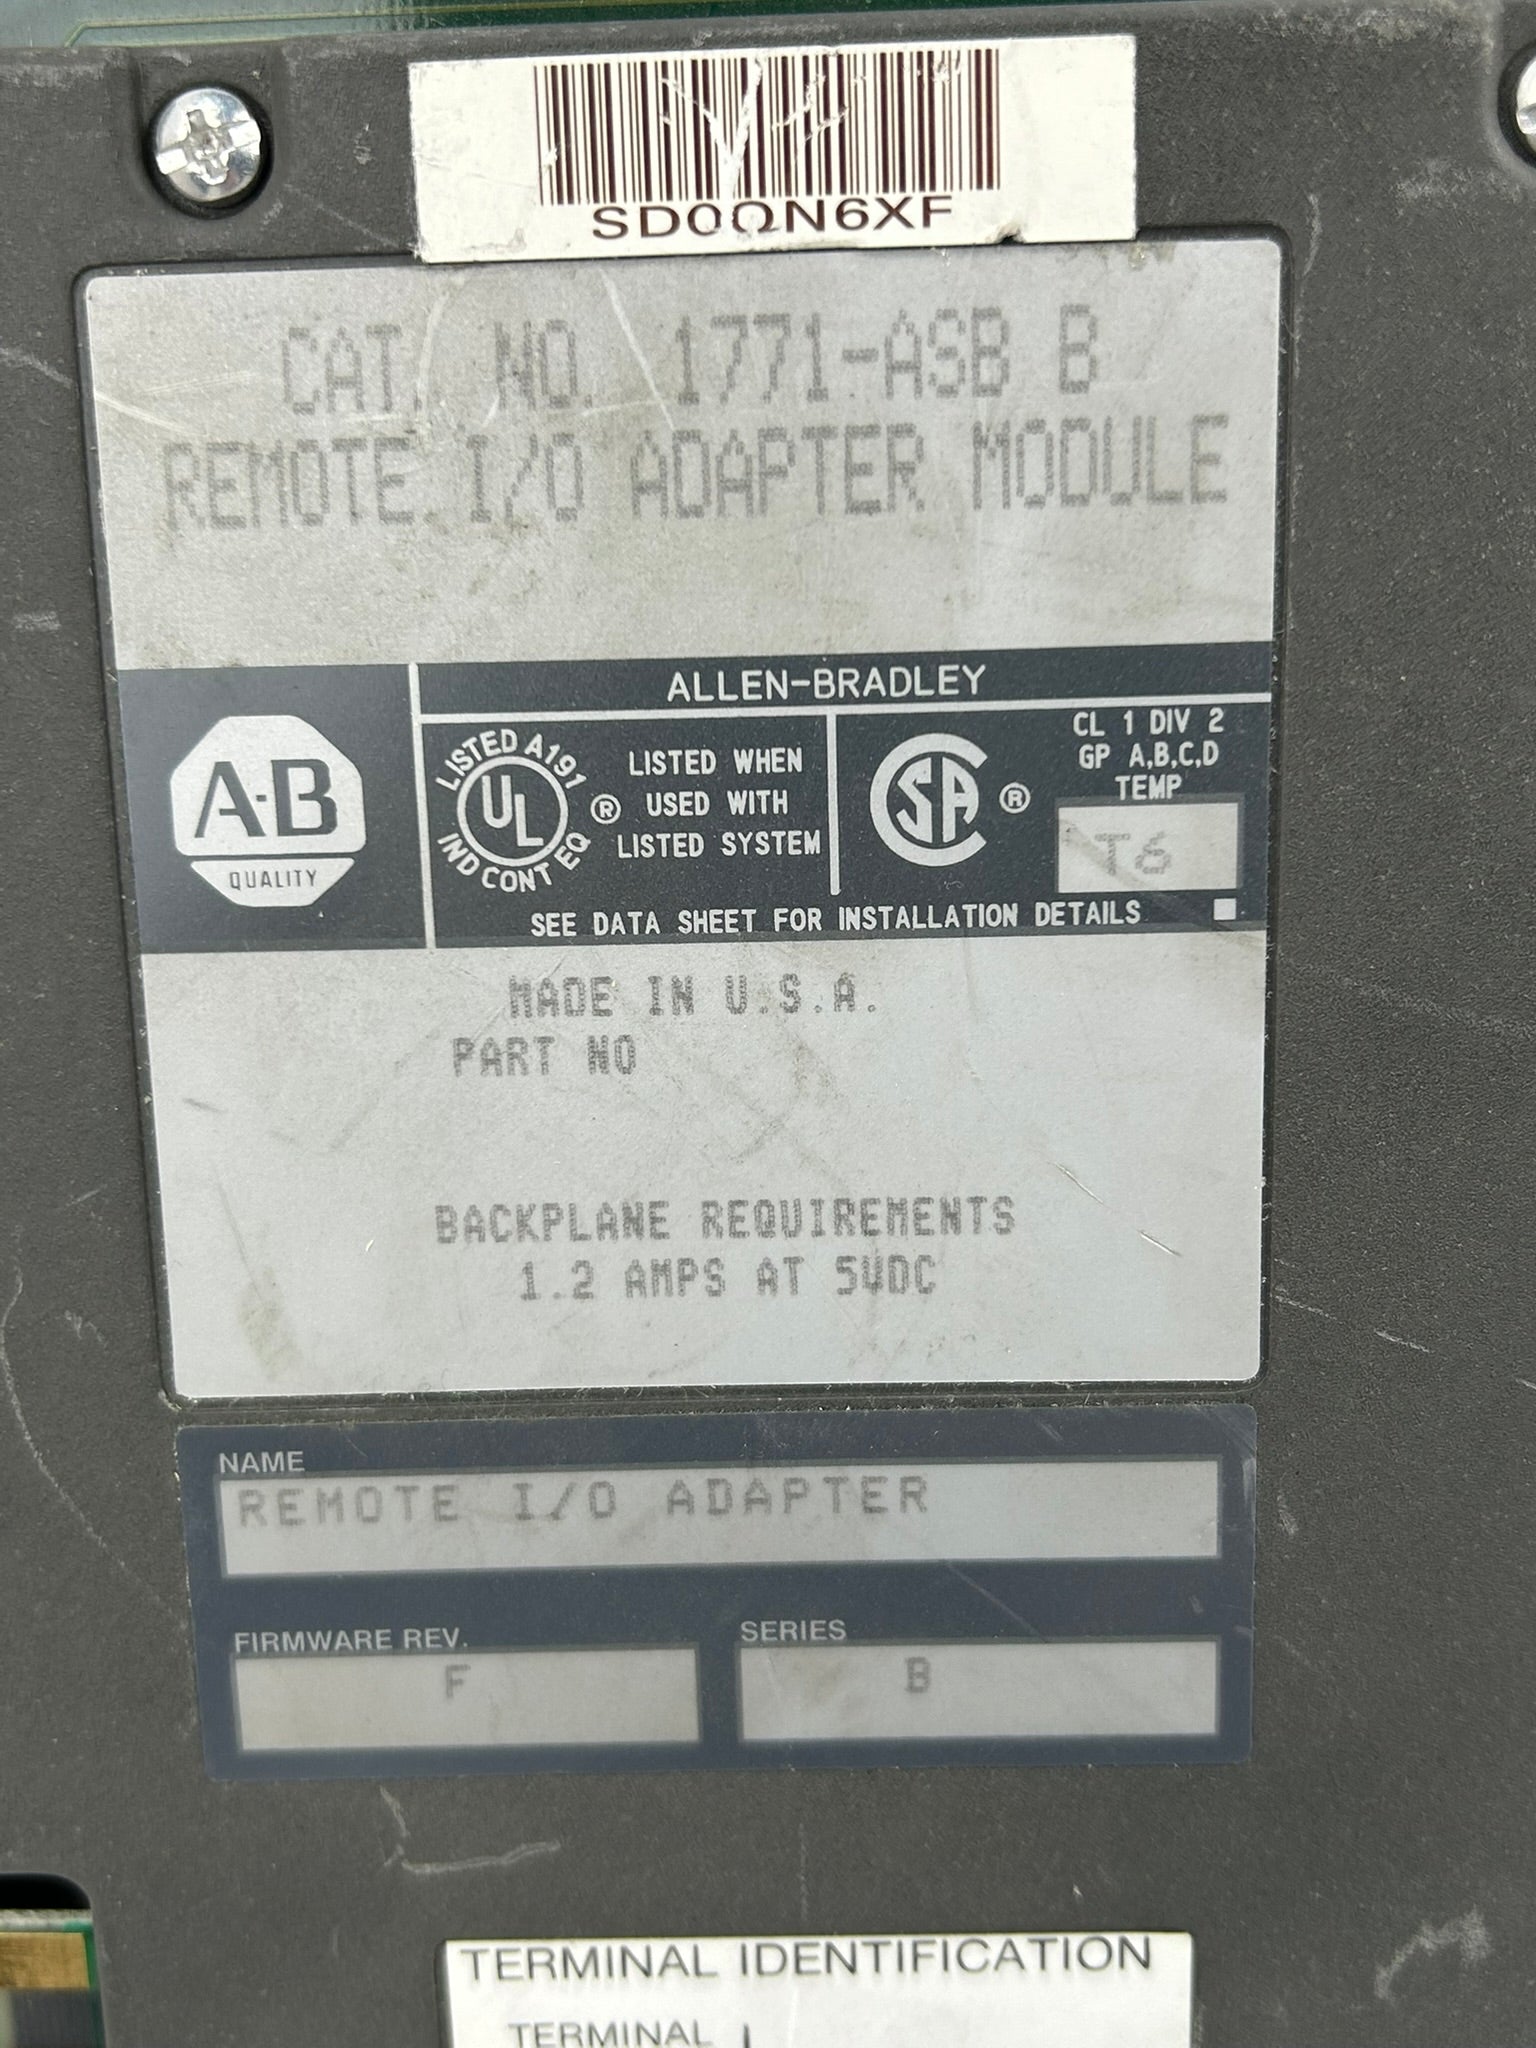 SD0QN6XF
CAT. NO. 1771-ASB B
REMOTE I/O ADAPTER MODULE
ALLEN-BRADLEY
A-B
QUALITY
LISTED A191
UL
IND CONT EQ
®
LISTED WHEN
USED WITH
LISTED SYSTEM
CSA
®
CL 1 DIV 2
GP A,B,C,D
TEMP
T6
SEE DATA SHEET FOR INSTALLATION DETAILS
MADE IN U.S.A.
PART NO
BACKPLANE REQUIREMENTS
1.2 AMPS AT 5VDC
NAME
REMOTE I/O ADAPTER
FIRMWARE REV.
F
SERIES
B
TERMINAL IDENTIFICATION
TERMINAL